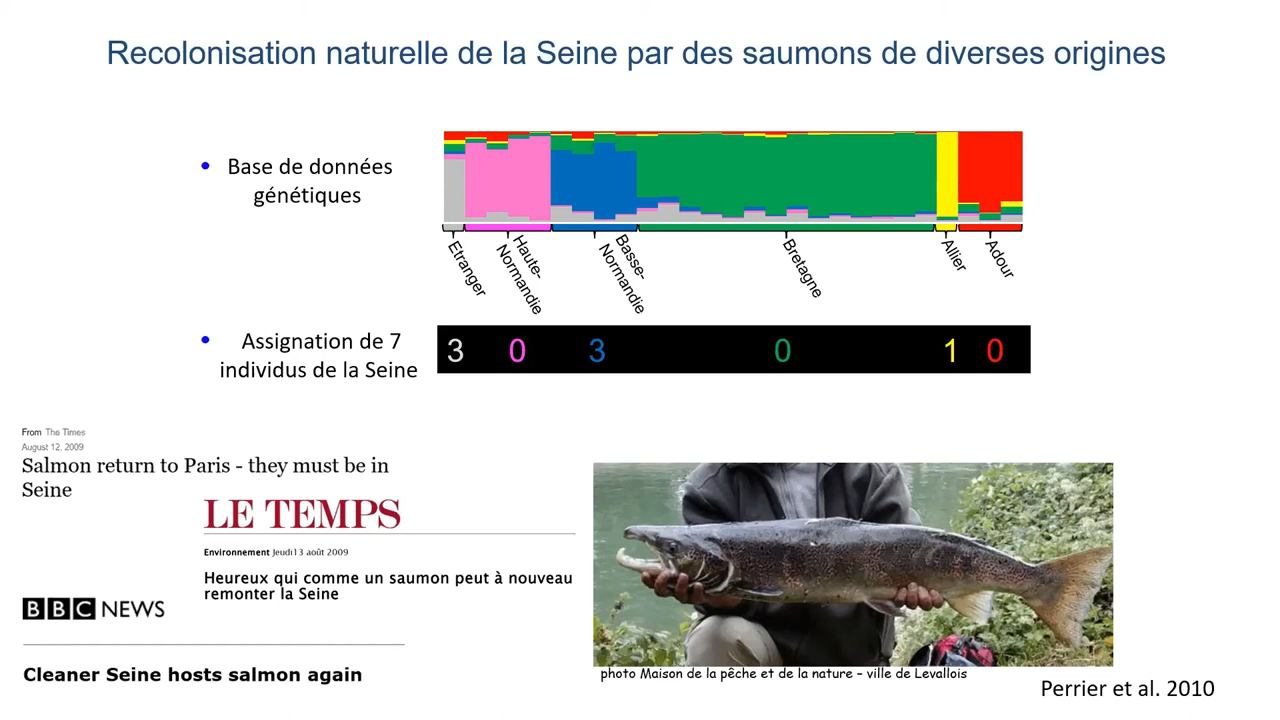 Recolonisation naturelle de la Seine par des saumons de diverses origines
• Base de données
génétiques
Etranger
Haute-
Normandie
Basse-
Normandie
Bretagne
Allier
Adour
• Assignation de 7
individus de la Seine
3 0 3 0 1 0
From The Times
August 12, 2009
Salmon return to Paris - they must be in
Seine
LE TEMPS
Environnement Jeudi13 août 2009
Heureux qui comme un saumon peut à nouveau
remonter la Seine
BBC NEWS
Cleaner Seine hosts salmon again
photo Maison de la pêche et de la nature – ville de Levallois
Perrier et al. 2010